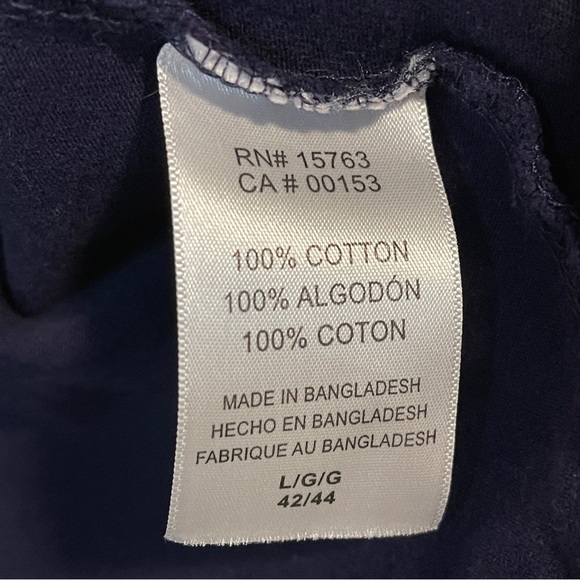 RN# 15763
CA # 00153
100% COTTON
100% ALGODÓN
100% COTON
MADE IN BANGLADESH
HECHO EN BANGLADESH
FABRIQUE AU BANGLADESH
L/G/G
42/44